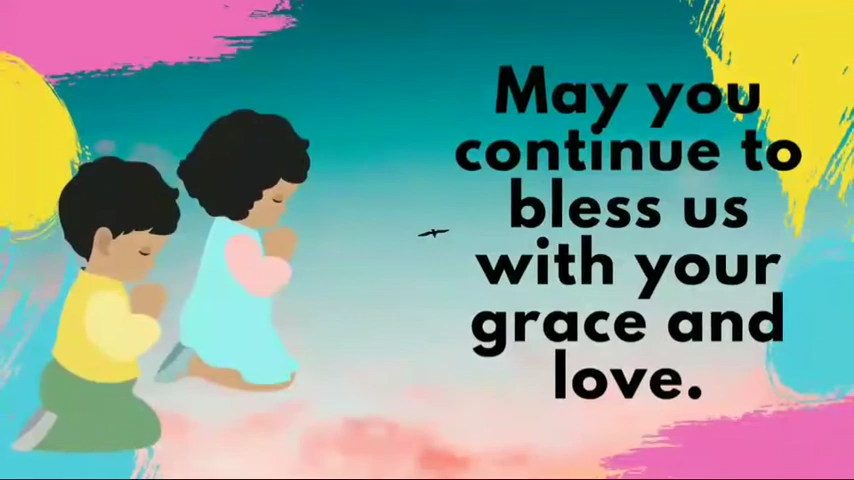 May you
continue to
bless us
with your
grace and
love.